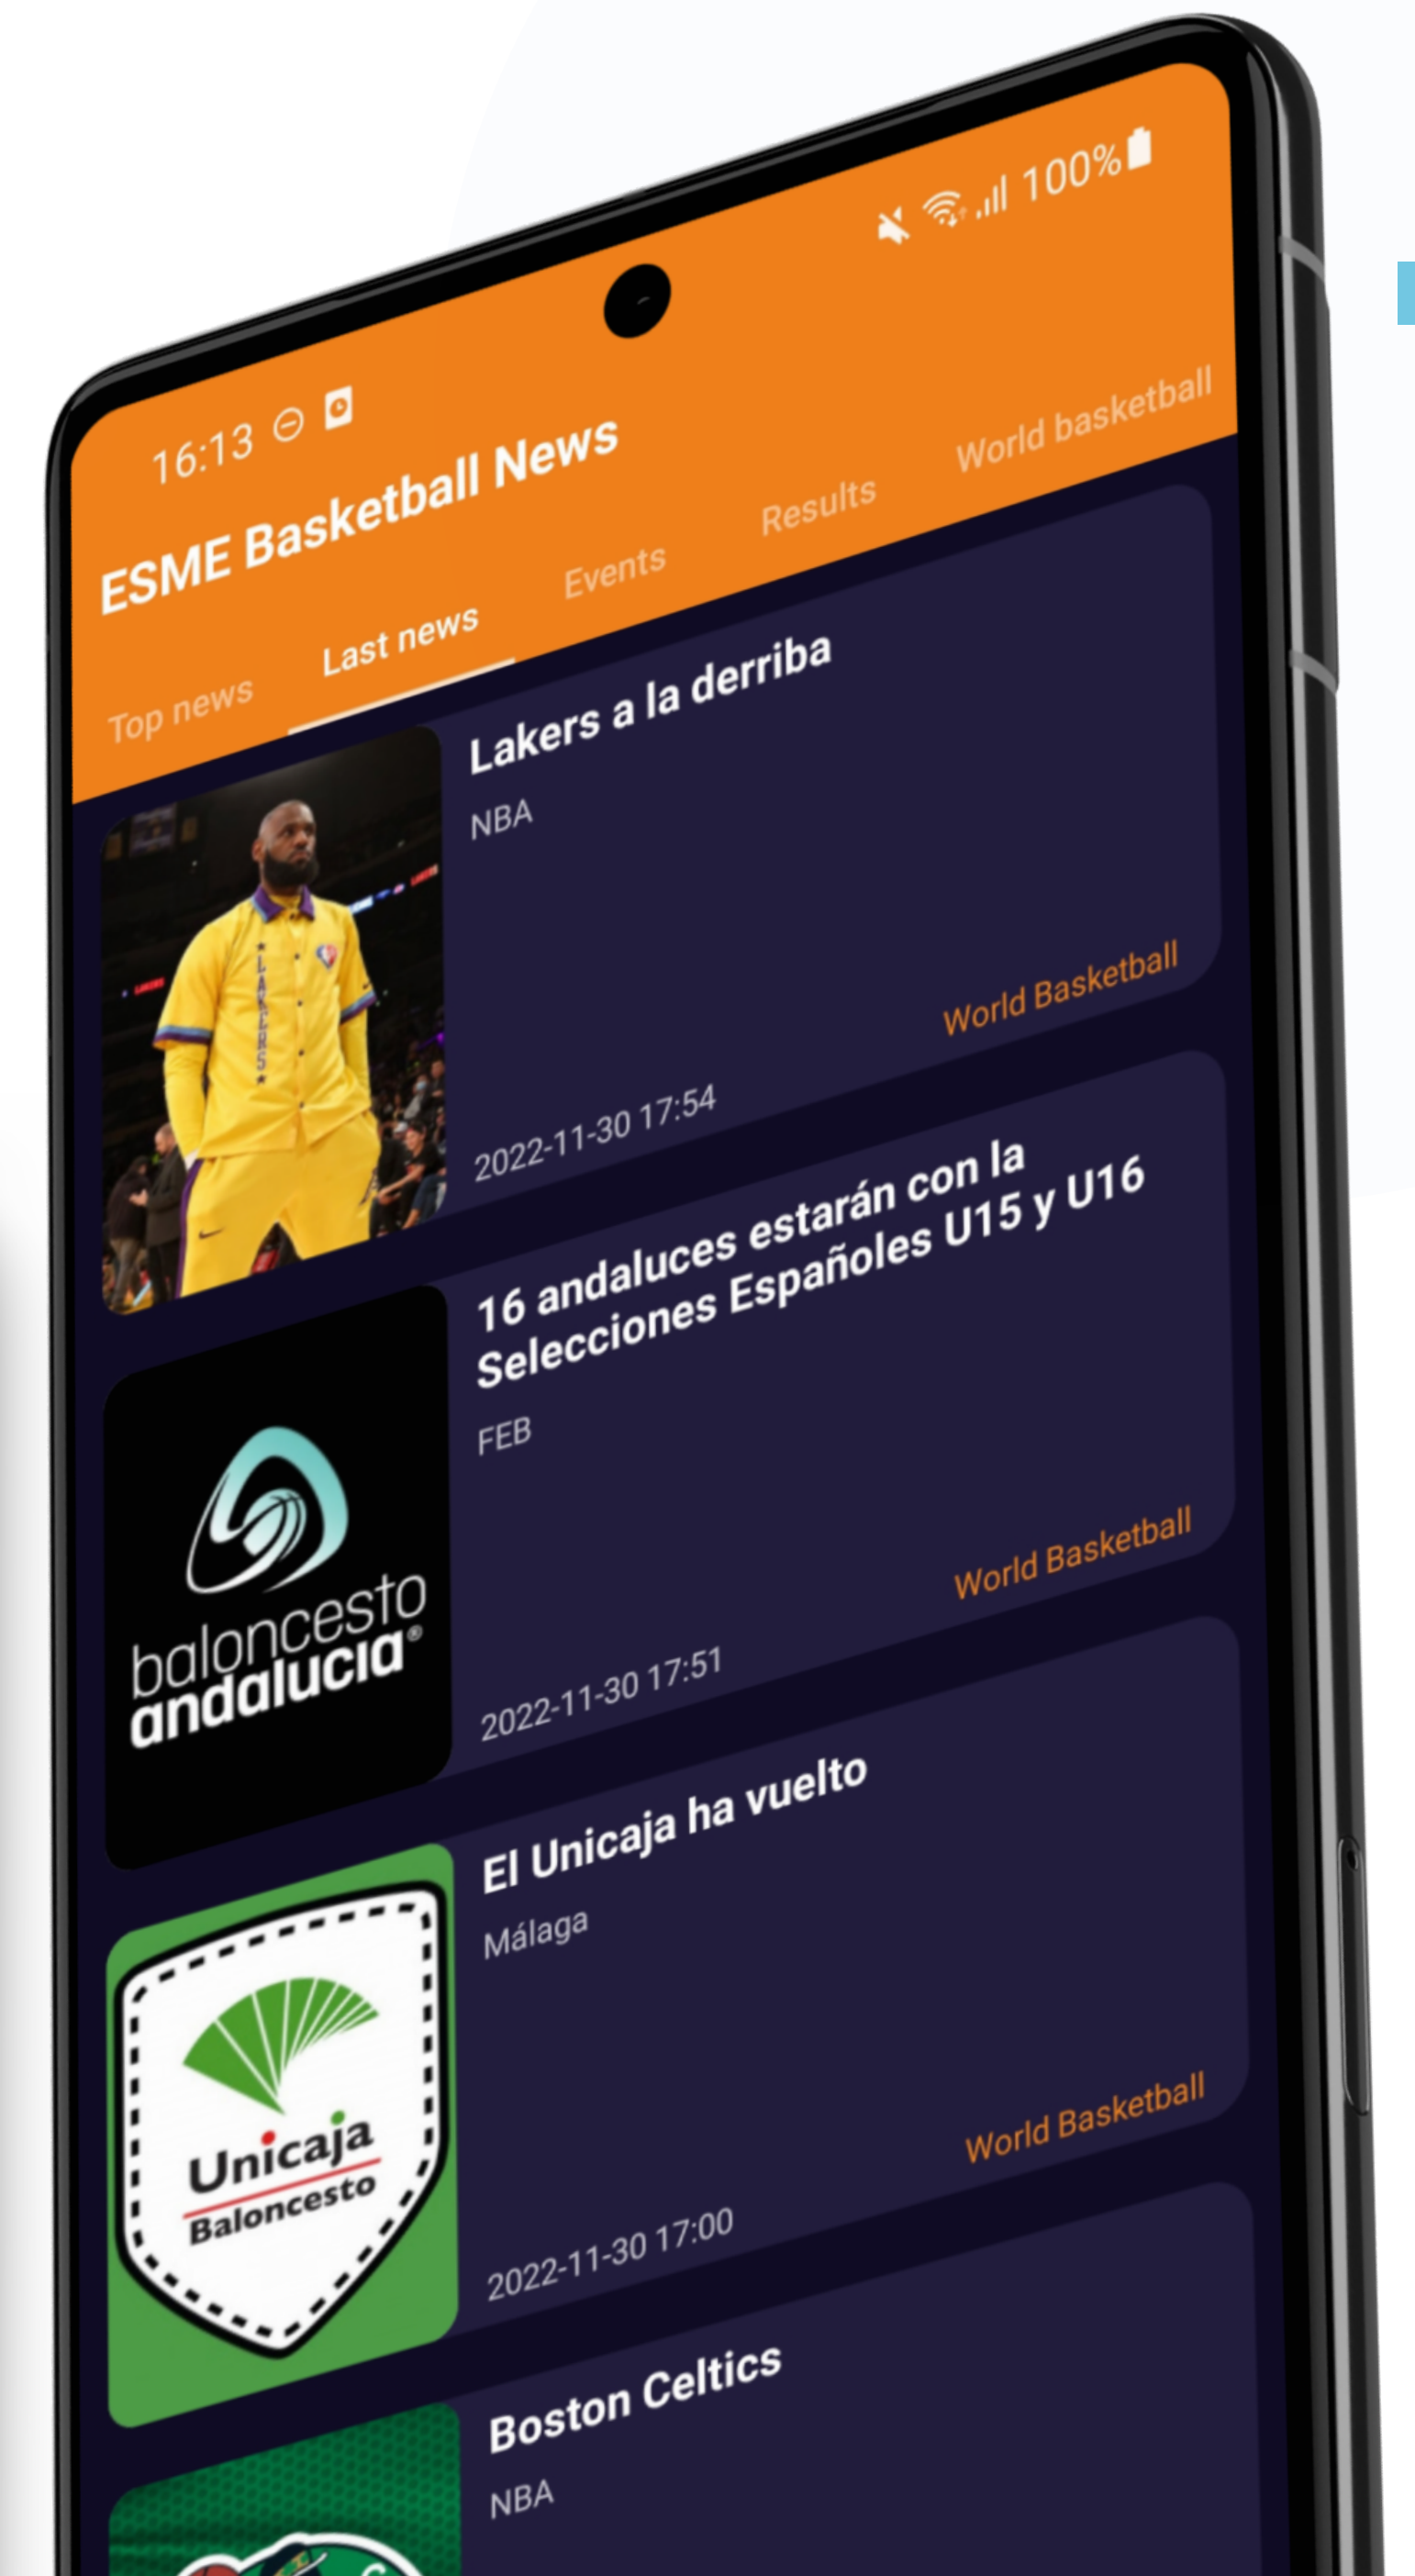 16:13
100%
ESME Basketball News
Top news
Last news
Events
Results
World basketball
LAKERS
Lakers a la derriba
NBA
2022-11-30 17:54
World Basketball
baloncesto
andalucía®
16 andaluces estarán con la
Selecciones Españoles U15 y U16
FEB
2022-11-30 17:51
World Basketball
Unicaja
Baloncesto
El Unicaja ha vuelto
Málaga
2022-11-30 17:00
World Basketball
Boston Celtics
NBA